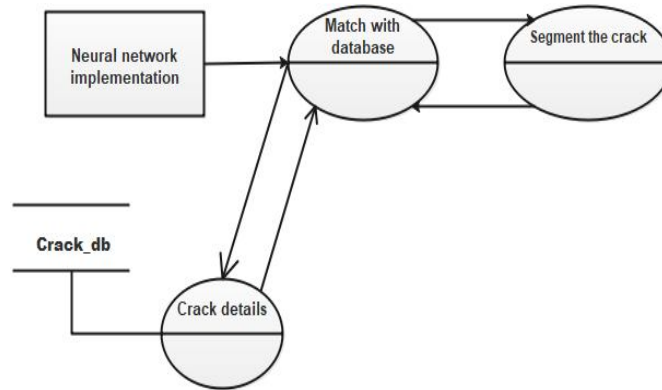 Neural network
implementation
Match with
database
Segment the crack
Crack_db
Crack details